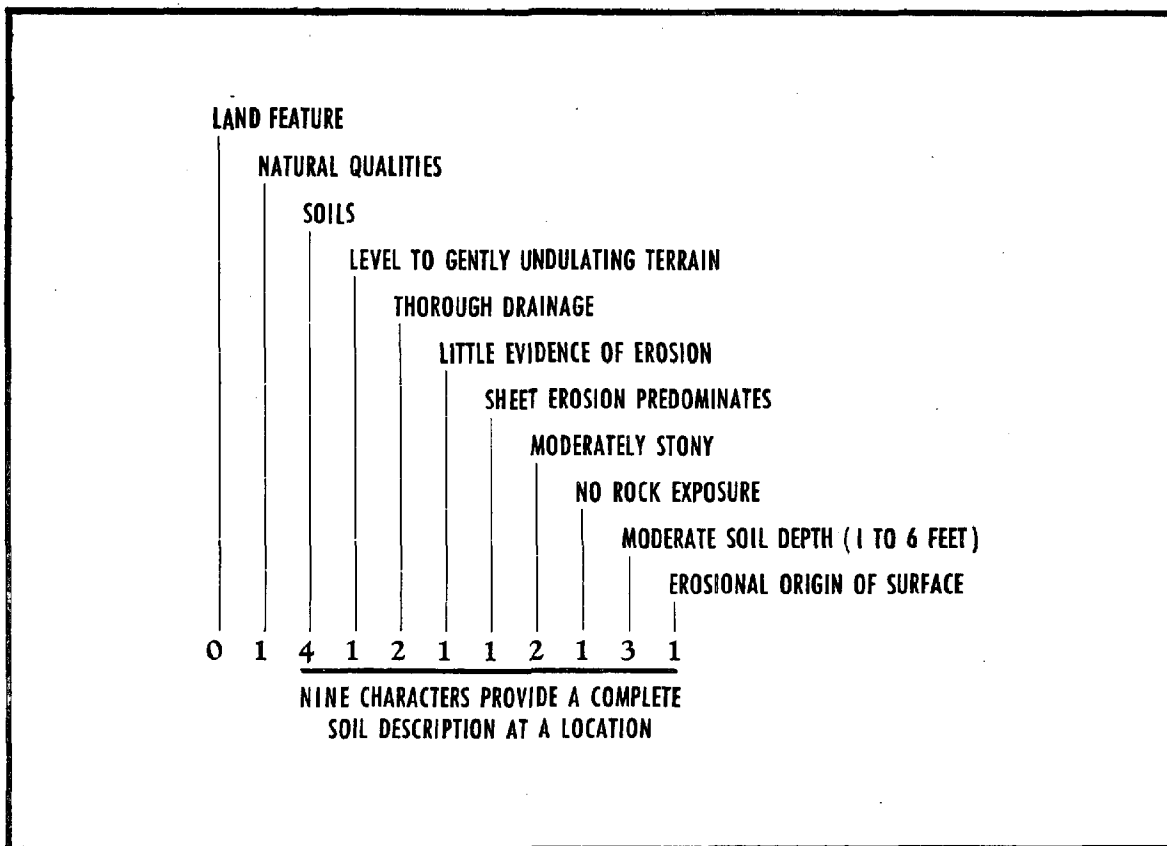 LAND FEATURE
NATURAL QUALITIES
SOILS
LEVEL TO GENTLY UNDULATING TERRAIN
THOROUGH DRAINAGE
LITTLE EVIDENCE OF EROSION
SHEET EROSION PREDOMINATES
MODERATELY STONY
NO ROCK EXPOSURE
MODERATE SOIL DEPTH (1 TO 6 FEET)
EROSIONAL ORIGIN OF SURFACE
0 1 4 1 2 1 1 2 1 3 1
NINE CHARACTERS PROVIDE A COMPLETE
SOIL DESCRIPTION AT A LOCATION